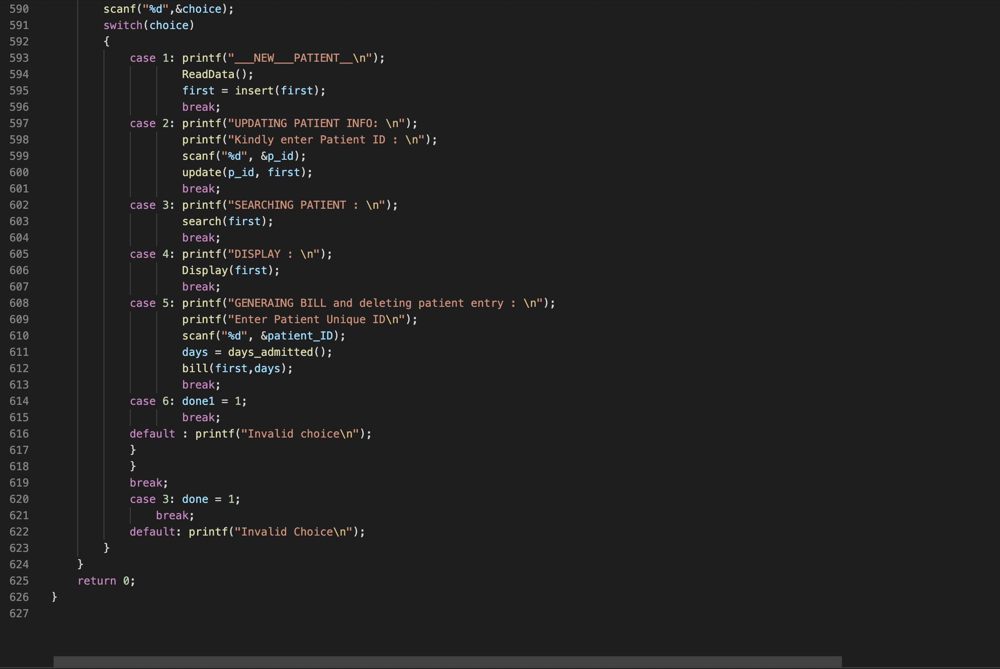 590 scanf("%d",&choice);
591 switch(choice)
592 {
593 case 1: printf("___NEW___PATIENT__\n");
594 ReadData();
595 first = insert(first);
596 break;
597 case 2: printf("UPDATING PATIENT INFO: \n");
598 printf("Kindly enter Patient ID : \n");
599 scanf("%d", &p_id);
600 update(p_id, first);
601 break;
602 case 3: printf("SEARCHING PATIENT : \n");
603 search(first);
604 break;
605 case 4: printf("DISPLAY : \n");
606 Display(first);
607 break;
608 case 5: printf("GENERAING BILL and deleting patient entry : \n");
609 printf("Enter Patient Unique ID\n");
610 scanf("%d", &patient_ID);
611 days = days_admitted();
612 bill(first,days);
613 break;
614 case 6: done1 = 1;
615 break;
616 default : printf("Invalid choice\n");
617 }
618 }
619 break;
620 case 3: done = 1;
621 break;
622 default: printf("Invalid Choice\n");
623 }
624 }
625 return 0;
626 }
627